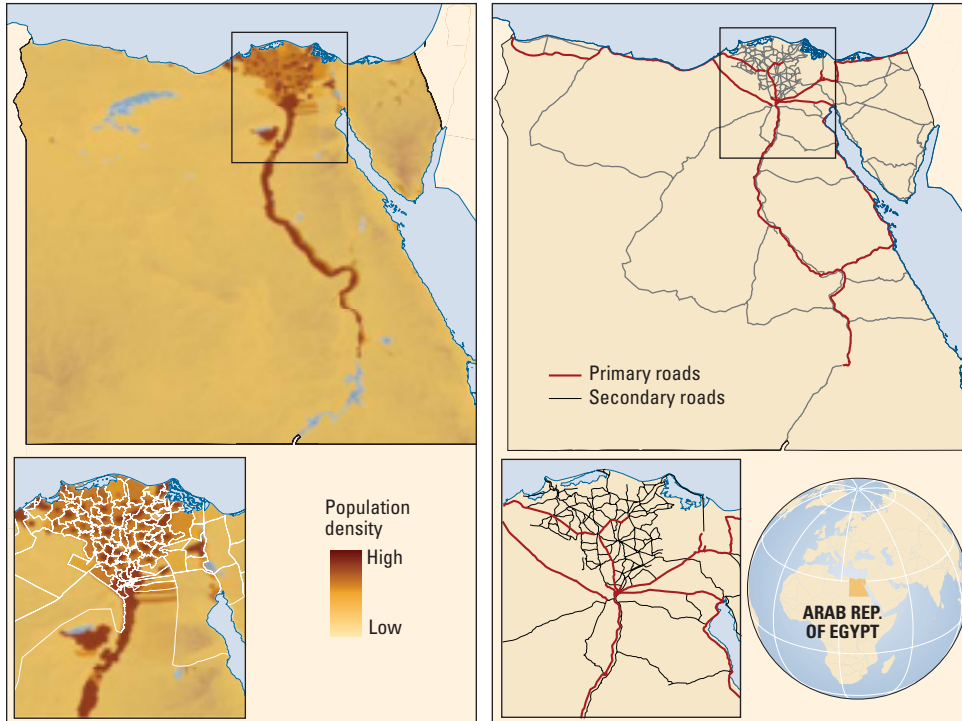 Primary roads
Secondary roads
Population
density
High
Low
ARAB REP.
OF EGYPT